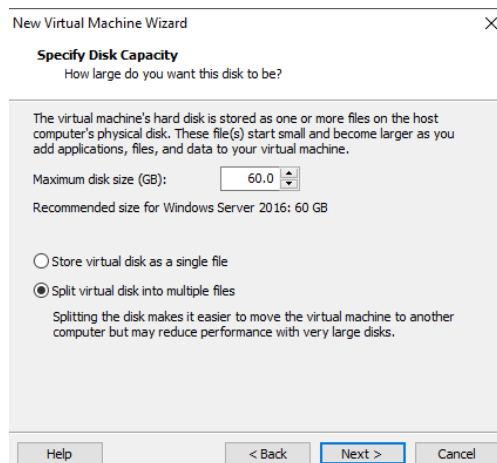 New Virtual Machine Wizard
Specify Disk Capacity
How large do you want this disk to be?
The virtual machine's hard disk is stored as one or more files on the host
computer's physical disk. These file(s) start small and become larger as you
add applications, files, and data to your virtual machine.
Maximum disk size (GB): 60.0
Recommended size for Windows Server 2016: 60 GB
Store virtual disk as a single file
Split virtual disk into multiple files
Splitting the disk makes it easier to move the virtual machine to another
computer but may reduce performance with very large disks.
Help < Back Next > Cancel